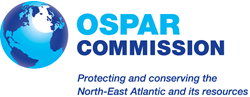 OSPAR
COMMISSION
Protecting and conserving the
North-East Atlantic and its resources